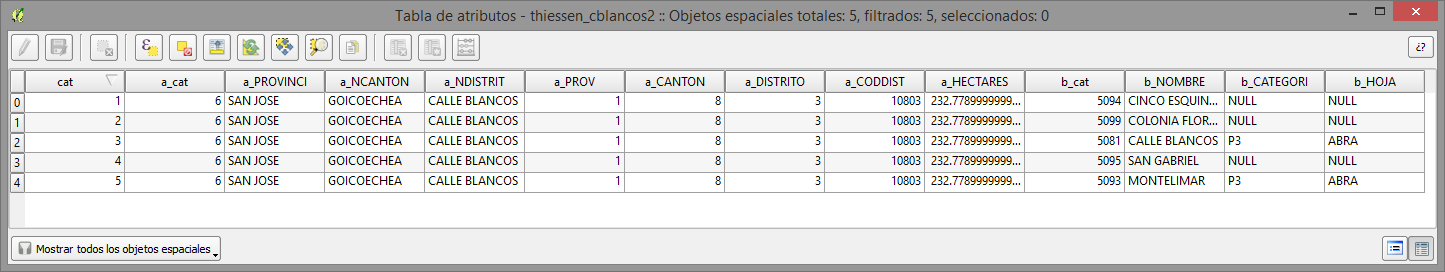 Tabla de atributos - thiessen_cblancos2 :: Objetos espaciales totales: 5, filtrados: 5, seleccionados: 0
¿?
cat a_cat a_PROVINCI a_NCANTON a_NDISTRIT a_PROV a_CANTON a_DISTRITO a_CODDIST a_HECTARES b_cat b_NOMBRE b_CATEGORI b_HOJA
0 1 6 SAN JOSE GOICOECHEA CALLE BLANCOS 1 8 3 10803 232.7789999999... 5094 CINCO ESQUIN... NULL NULL
1 2 6 SAN JOSE GOICOECHEA CALLE BLANCOS 1 8 3 10803 232.7789999999... 5099 COLONIA FLOR... NULL NULL
2 3 6 SAN JOSE GOICOECHEA CALLE BLANCOS 1 8 3 10803 232.7789999999... 5081 CALLE BLANCOS P3 ABRA
3 4 6 SAN JOSE GOICOECHEA CALLE BLANCOS 1 8 3 10803 232.7789999999... 5095 SAN GABRIEL NULL NULL
4 5 6 SAN JOSE GOICOECHEA CALLE BLANCOS 1 8 3 10803 232.7789999999... 5093 MONTELIMAR P3 ABRA
Mostrar todos los objetos espaciales